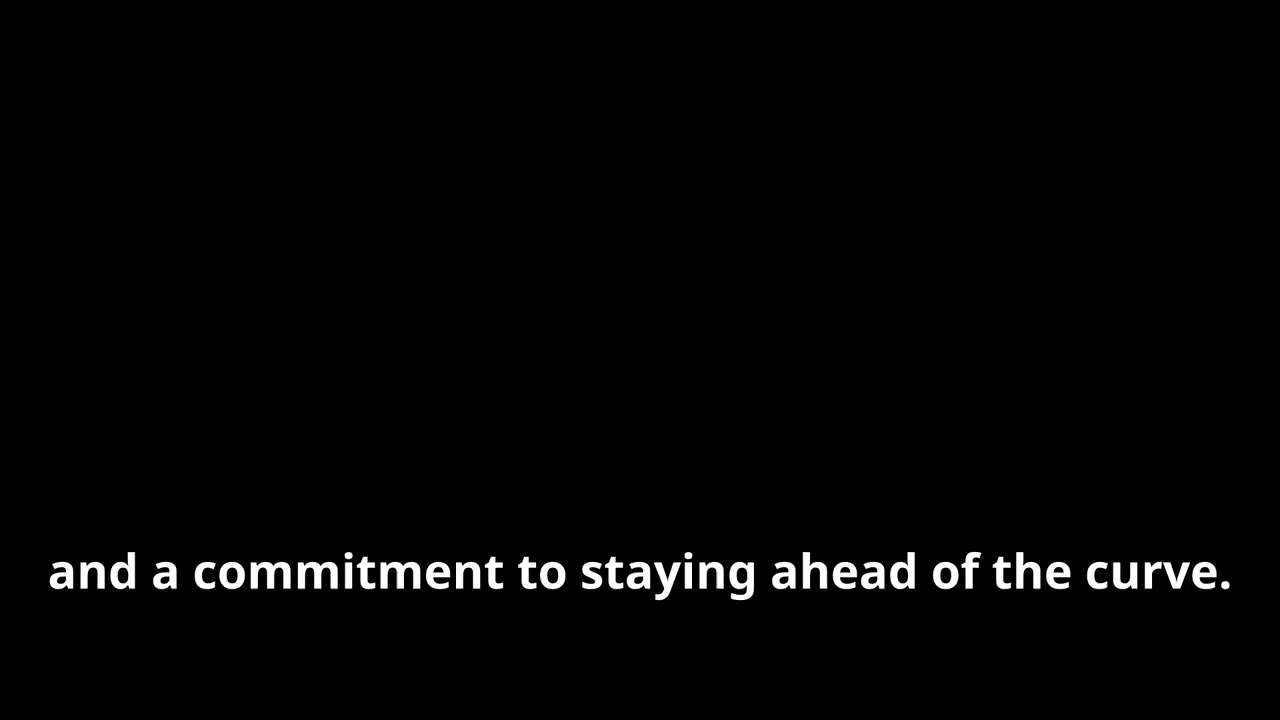 and a commitment to staying ahead of the curve.